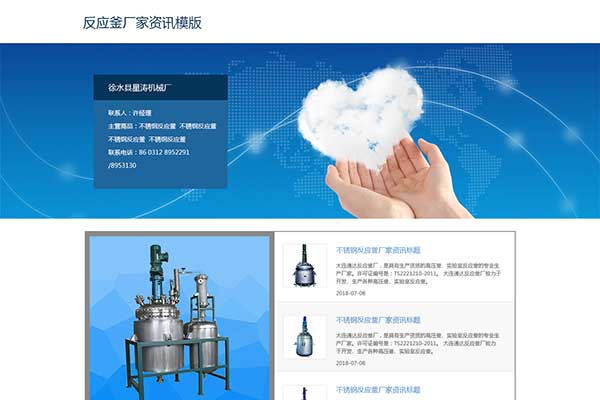 反应釜厂家资讯模版
徐水县星涛机械厂
联系人：许经理
主营商品：不锈钢反应釜 不锈钢反应釜
不锈钢反应釜 不锈钢反应釜
联系电话：86 0312 8952291
/8953130
不锈钢反应釜厂家资讯标题
大连通达反应釜厂，是具有生产资质的高压釜、实验室反应釜的专业生
产厂家。许可证编号是：TS2221210-2011。 大连通达反应釜厂致力于
开发、生产各种高压釜、实验室反应釜。
2018-07-06
不锈钢反应釜厂家资讯标题
大连通达反应釜厂，是具有生产资质的高压釜、实验室反应釜的专业生
产厂家。许可证编号是：TS2221210-2011。 大连通达反应釜厂致力
于开发、生产各种高压釜、实验室反应釜。
2018-07-06
不锈钢反应釜厂家资讯标题